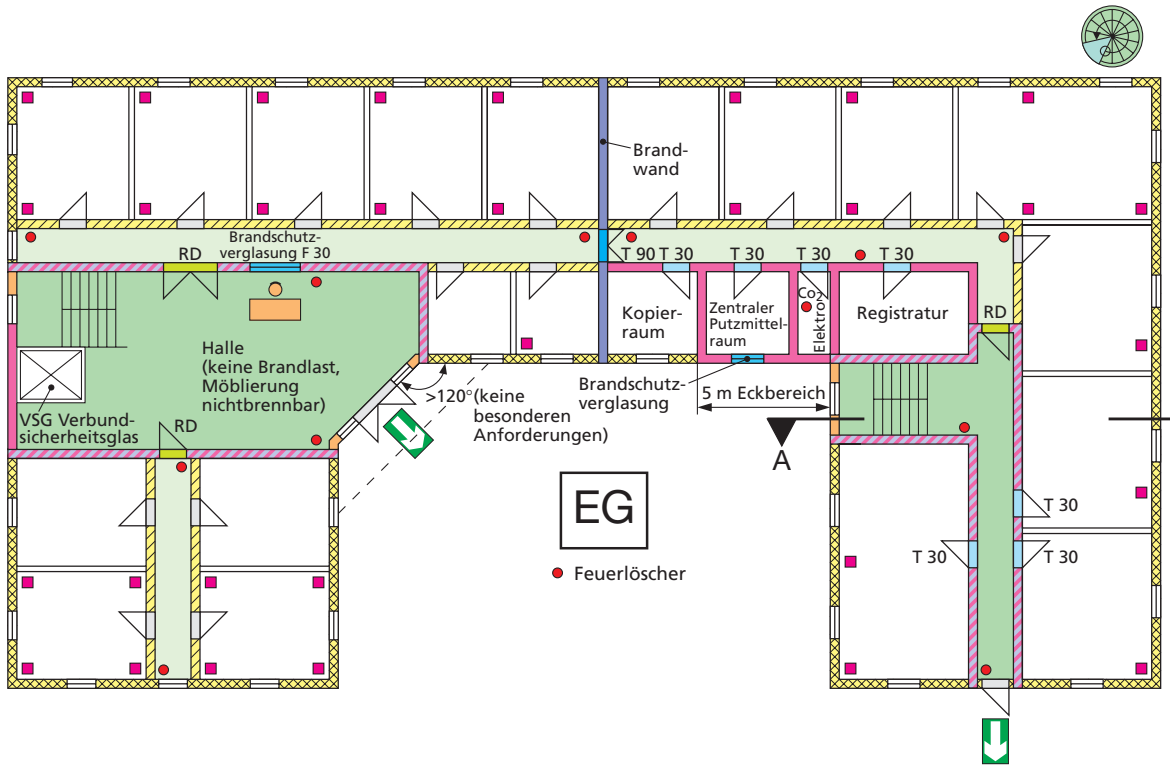 Brand-
wand
Brandschutz-
verglasung F 30
RD
T 90 T 30
T 30
T 30
T 30
Kopier-
raum
Zentraler
Putzmittel-
raum
Co2
Elektro
Registratur
RD
Halle
(keine Brandlast,
Möblierung
nichtbrennbar)
VSG Verbund-
sicherheitsglas
RD
>120° (keine
besonderen
Anforderungen)
Brandschutz-
verglasung
5 m Eckbereich
A
EG
Feuerlöscher
T 30
T 30
T 30